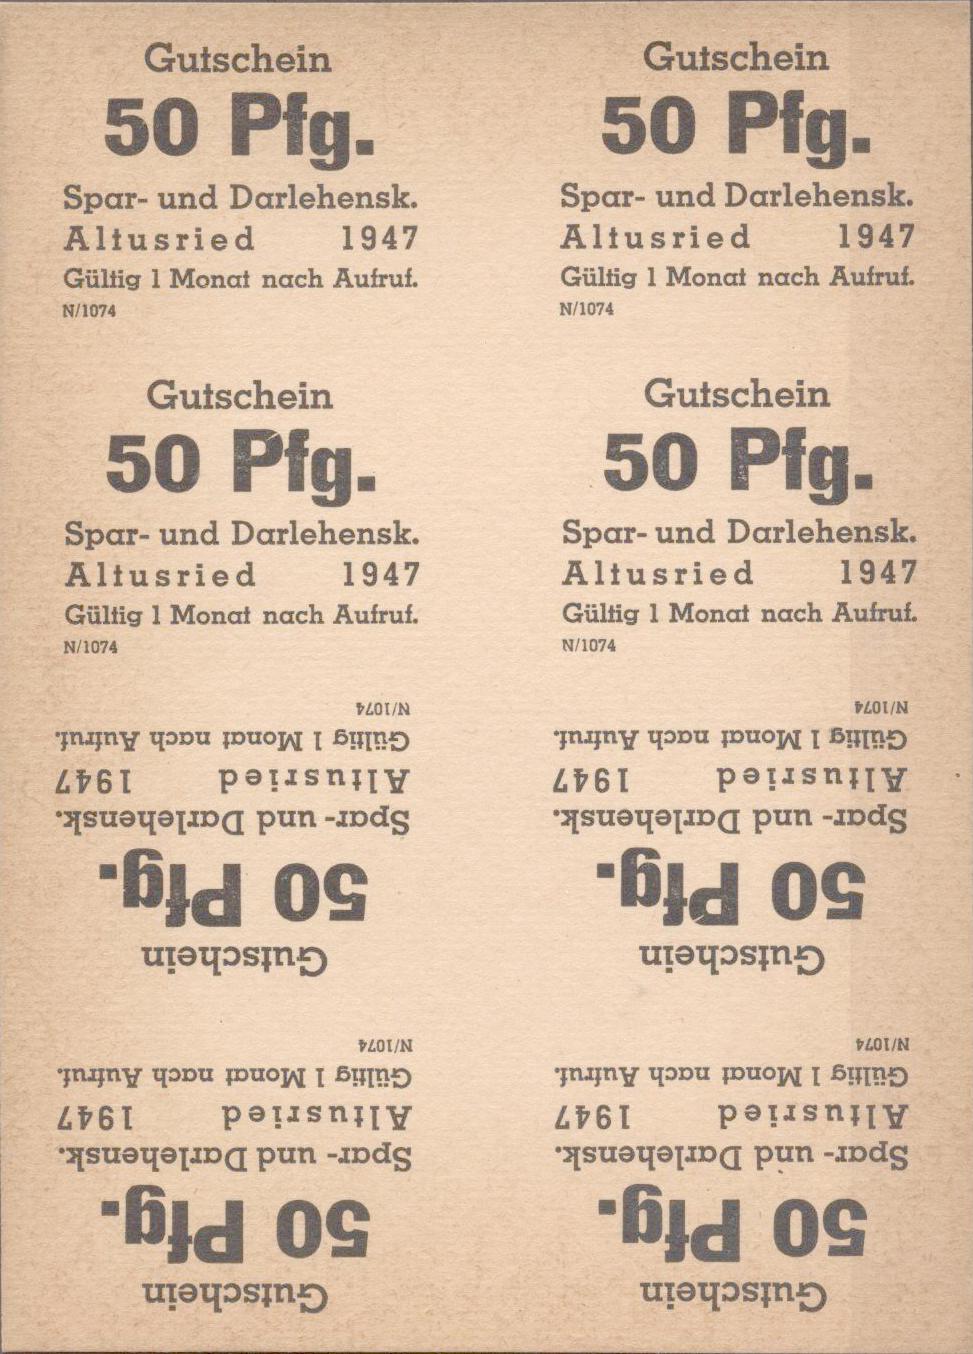 Gutschein
50 Pfg.
Spar- und Darlehensk.
Altusried 1947
Gültig 1 Monat nach Aufruf.
N/1074
Gutschein
50 Pfg.
Spar- und Darlehensk.
Altusried 1947
Gültig 1 Monat nach Aufruf.
N/1074
Gutschein
50 Pfg.
Spar- und Darlehensk.
Altusried 1947
Gültig 1 Monat nach Aufruf.
N/1074
Gutschein
50 Pfg.
Spar- und Darlehensk.
Altusried 1947
Gültig 1 Monat nach Aufruf.
N/1074
Gutschein
50 Pfg.
Spar- und Darlehensk.
Altusried 1947
Gültig 1 Monat nach Aufruf.
N/1074
Gutschein
50 Pfg.
Spar- und Darlehensk.
Altusried 1947
Gültig 1 Monat nach Aufruf.
N/1074
Gutschein
50 Pfg.
Spar- und Darlehensk.
Altusried 1947
Gültig 1 Monat nach Aufruf.
N/1074
Gutschein
50 Pfg.
Spar- und Darlehensk.
Altusried 1947
Gültig 1 Monat nach Aufruf.
N/1074